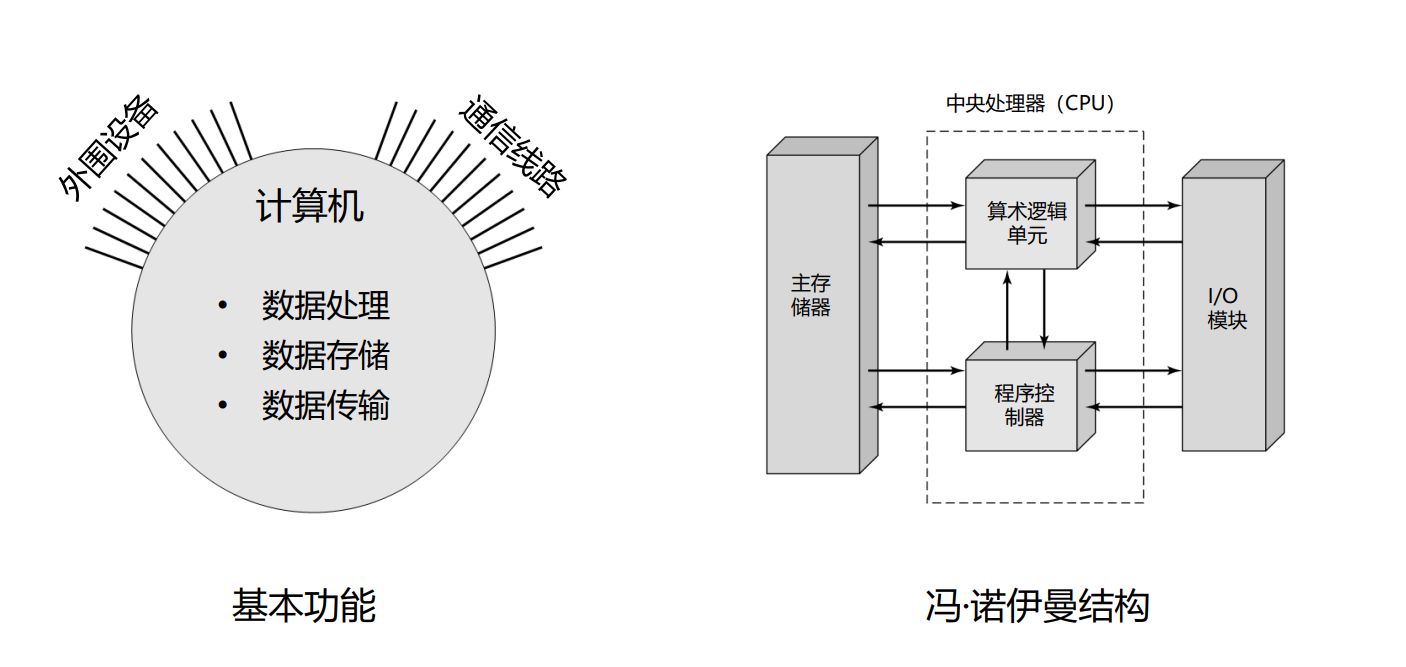 外围设备
通信线路
计算机
• 数据处理
• 数据存储
• 数据传输
基本功能
中央处理器（CPU）
主存
储器
算术逻辑
单元
程序控
制器
I/O
模块
冯·诺伊曼结构